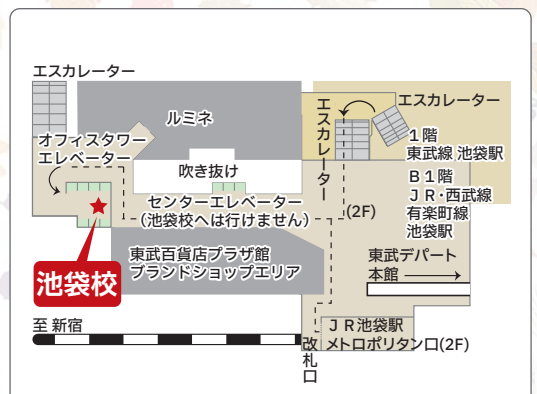 エスカレーター
ルミネ
エスカレーター
エスカレーター
オフィスタワー
エレベーター
1階
東武線 池袋駅
B1階
JR・西武線
有楽町線
池袋駅
吹き抜け
センターエレベーター
(池袋校へは行けません)
(2F)
東武百貨店プラザ館
ブランドショップエリア
東武デパート
本館
池袋校
至 新宿
JR池袋駅
メトロポリタン口(2F)
改札口